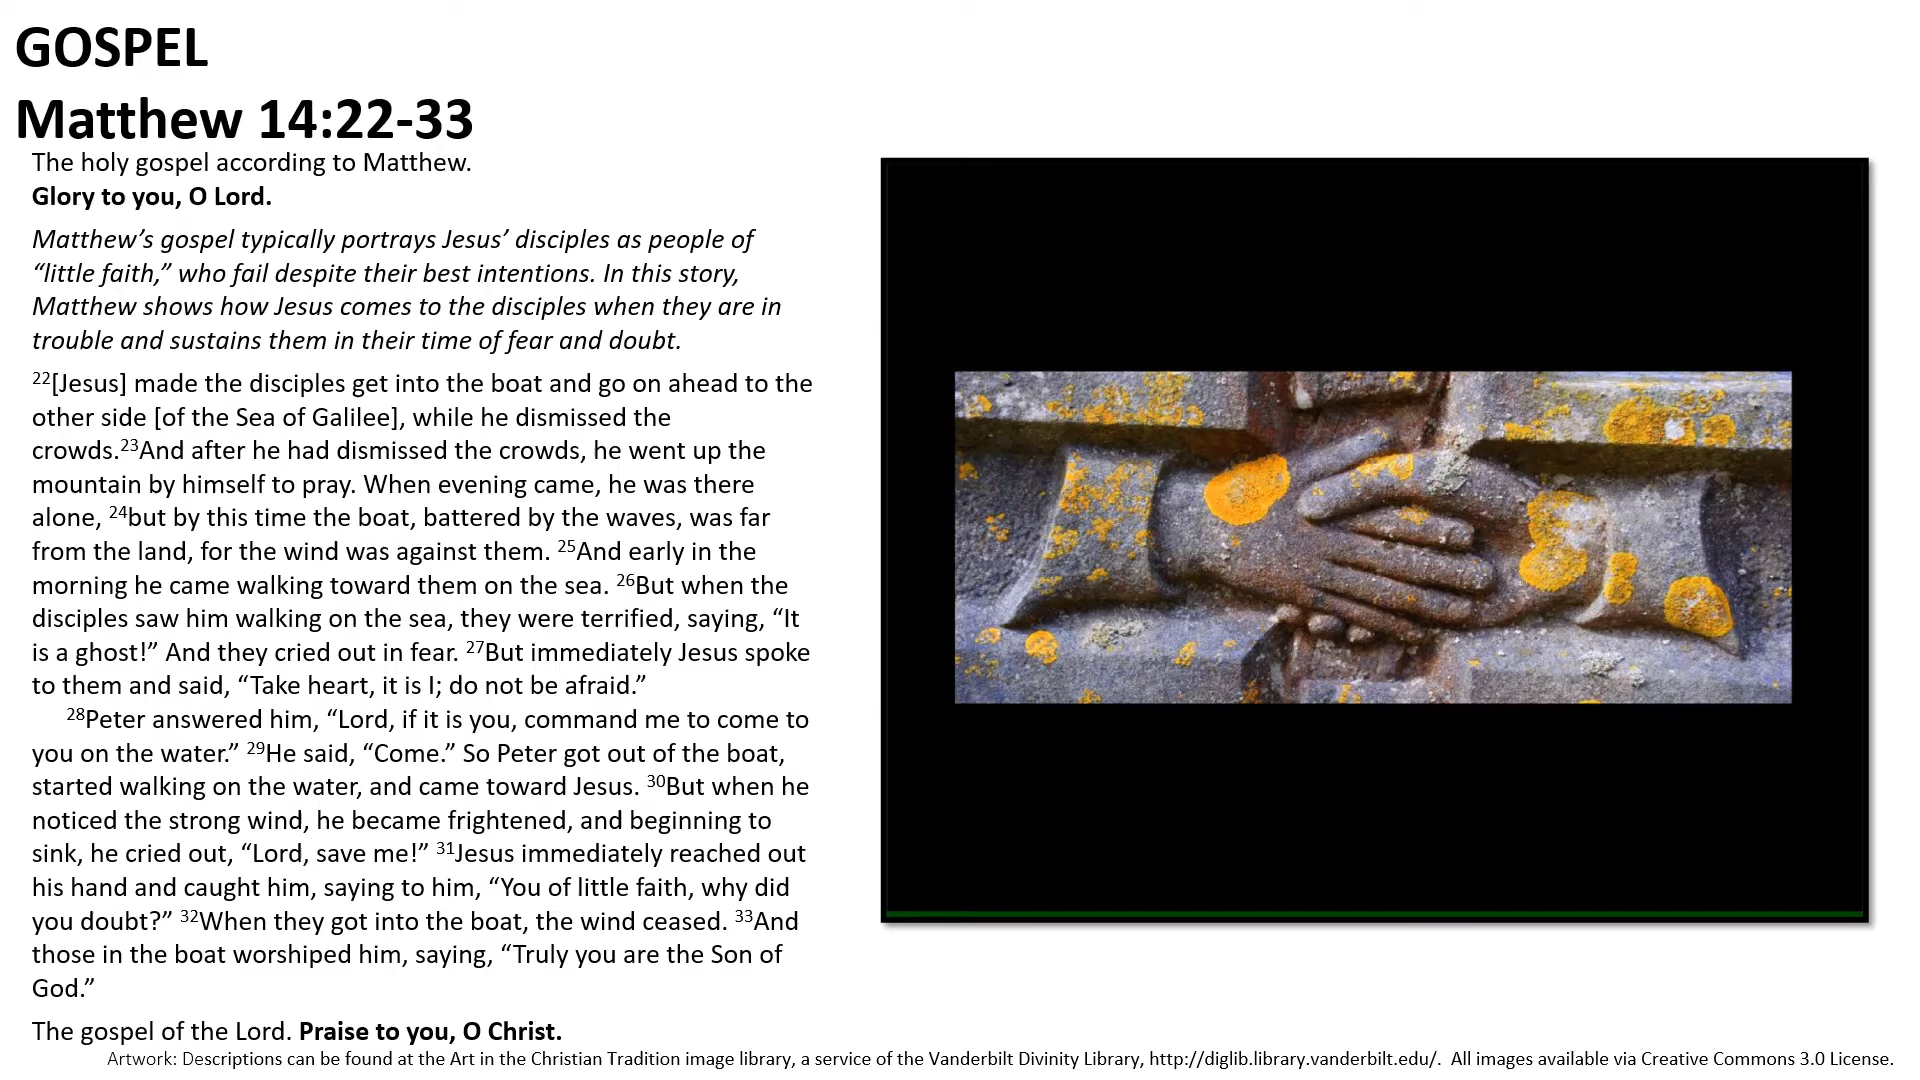 GOSPEL
Matthew 14:22-33
The holy gospel according to Matthew.
Glory to you, O Lord.
Matthew’s gospel typically portrays Jesus’ disciples as people of
“little faith,” who fail despite their best intentions. In this story,
Matthew shows how Jesus comes to the disciples when they are in
trouble and sustains them in their time of fear and doubt.
22[Jesus] made the disciples get into the boat and go on ahead to the
other side [of the Sea of Galilee], while he dismissed the
crowds.23And after he had dismissed the crowds, he went up the
mountain by himself to pray. When evening came, he was there
alone, 24but by this time the boat, battered by the waves, was far
from the land, for the wind was against them. 25And early in the
morning he came walking toward them on the sea. 26But when the
disciples saw him walking on the sea, they were terrified, saying, “It
is a ghost!” And they cried out in fear. 27But immediately Jesus spoke
to them and said, “Take heart, it is I; do not be afraid.”
28Peter answered him, “Lord, if it is you, command me to come to
you on the water.” 29He said, “Come.” So Peter got out of the boat,
started walking on the water, and came toward Jesus. 30But when he
noticed the strong wind, he became frightened, and beginning to
sink, he cried out, “Lord, save me!” 31Jesus immediately reached out
his hand and caught him, saying to him, “You of little faith, why did
you doubt?” 32When they got into the boat, the wind ceased. 33And
those in the boat worshiped him, saying, “Truly you are the Son of
God.”
The gospel of the Lord. Praise to you, O Christ.
Artwork: Descriptions can be found at the Art in the Christian Tradition image library, a service of the Vanderbilt Divinity Library, http://diglib.library.vanderbilt.edu/.  All images available via Creative Commons 3.0 License.